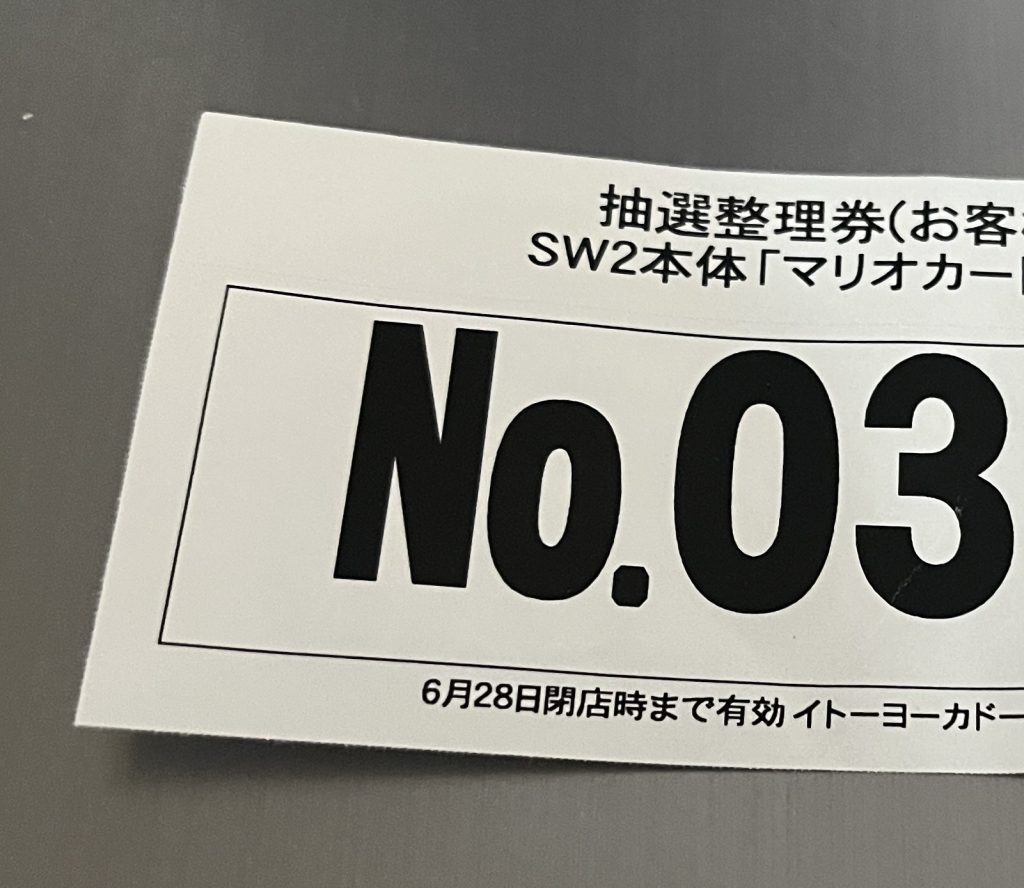 抽選整理券(お客
SW2本体「マリオカー
No.03
6月28日閉店時まで有効 イトーヨーカドー